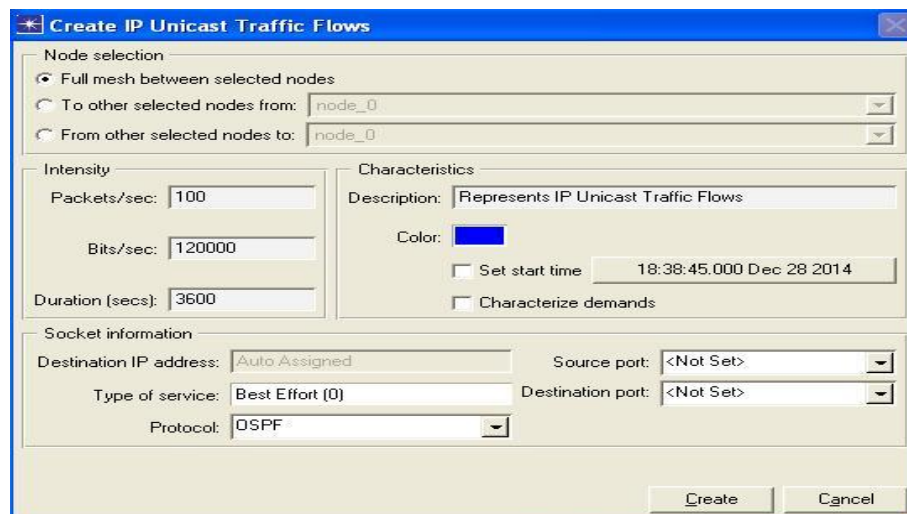 Create IP Unicast Traffic Flows
Node selection
Full mesh between selected nodes
To other selected nodes from: node_0
From other selected nodes to: node_0
Intensity
Packets/sec: 100
Bits/sec: 120000
Duration (secs): 3600
Characteristics
Description: Represents IP Unicast Traffic Flows
Color:
Set start time 18:38:45.000 Dec 28 2014
Characterize demands
Socket information
Destination IP address: Auto Assigned
Type of service: Best Effort (0)
Protocol: OSPF
Source port: <Not Set>
Destination port: <Not Set>
Create Cancel